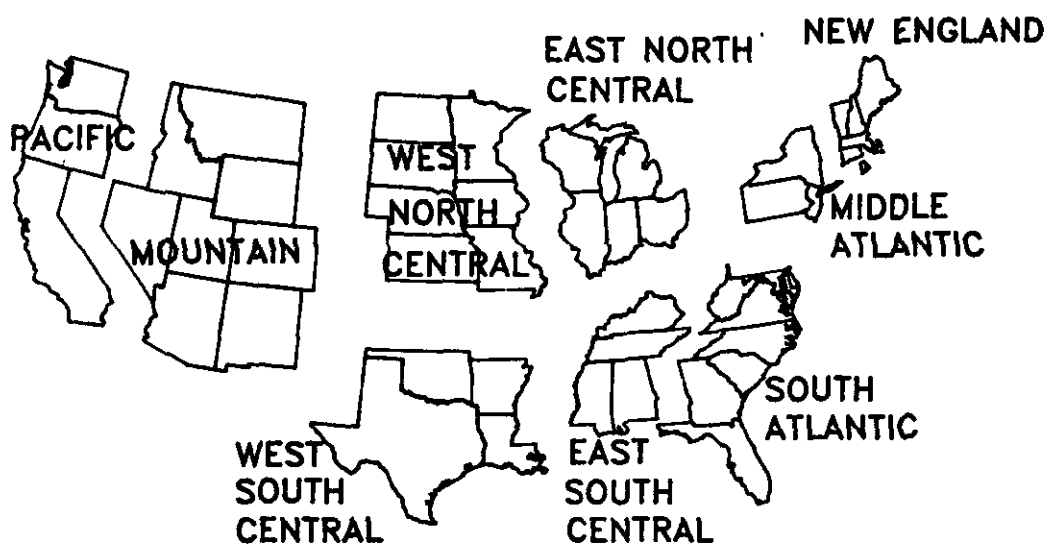 NEW ENGLAND
EAST NORTH
CENTRAL
PACIFIC
WEST
NORTH
CENTRAL
MOUNTAIN
MIDDLE
ATLANTIC
SOUTH
ATLANTIC
WEST
SOUTH
CENTRAL
EAST
SOUTH
CENTRAL